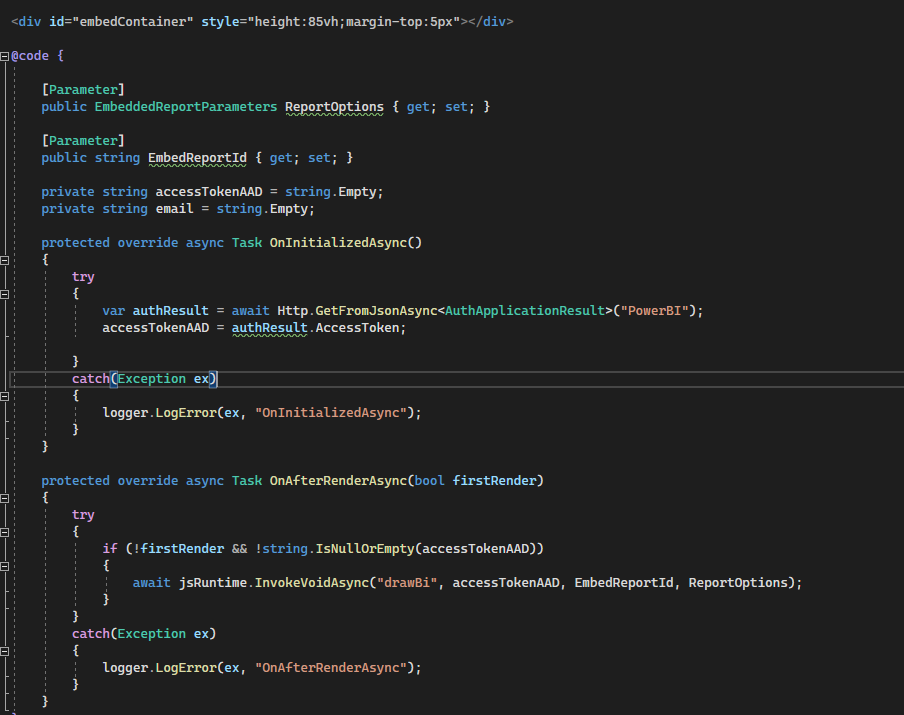 <div id="embedContainer" style="height:85vh;margin-top:5px"></div>
@code {
[Parameter]
public EmbeddedReportParameters ReportOptions { get; set; }
[Parameter]
public string EmbedReportId { get; set; }
private string accessTokenAAD = string.Empty;
private string email = string.Empty;
protected override async Task OnInitializedAsync()
{
try
{
var authResult = await Http.GetFromJsonAsync<AuthApplicationResult>("PowerBI");
accessTokenAAD = authResult.AccessToken;
}
catch(Exception ex)
{
logger.LogError(ex, "OnInitializedAsync");
}
}
protected override async Task OnAfterRenderAsync(bool firstRender)
{
try
{
if (!firstRender && !string.IsNullOrEmpty(accessTokenAAD))
{
await jsRuntime.InvokeVoidAsync("drawBi", accessTokenAAD, EmbedReportId, ReportOptions);
}
}
catch(Exception ex)
{
logger.LogError(ex, "OnAfterRenderAsync");
}
}